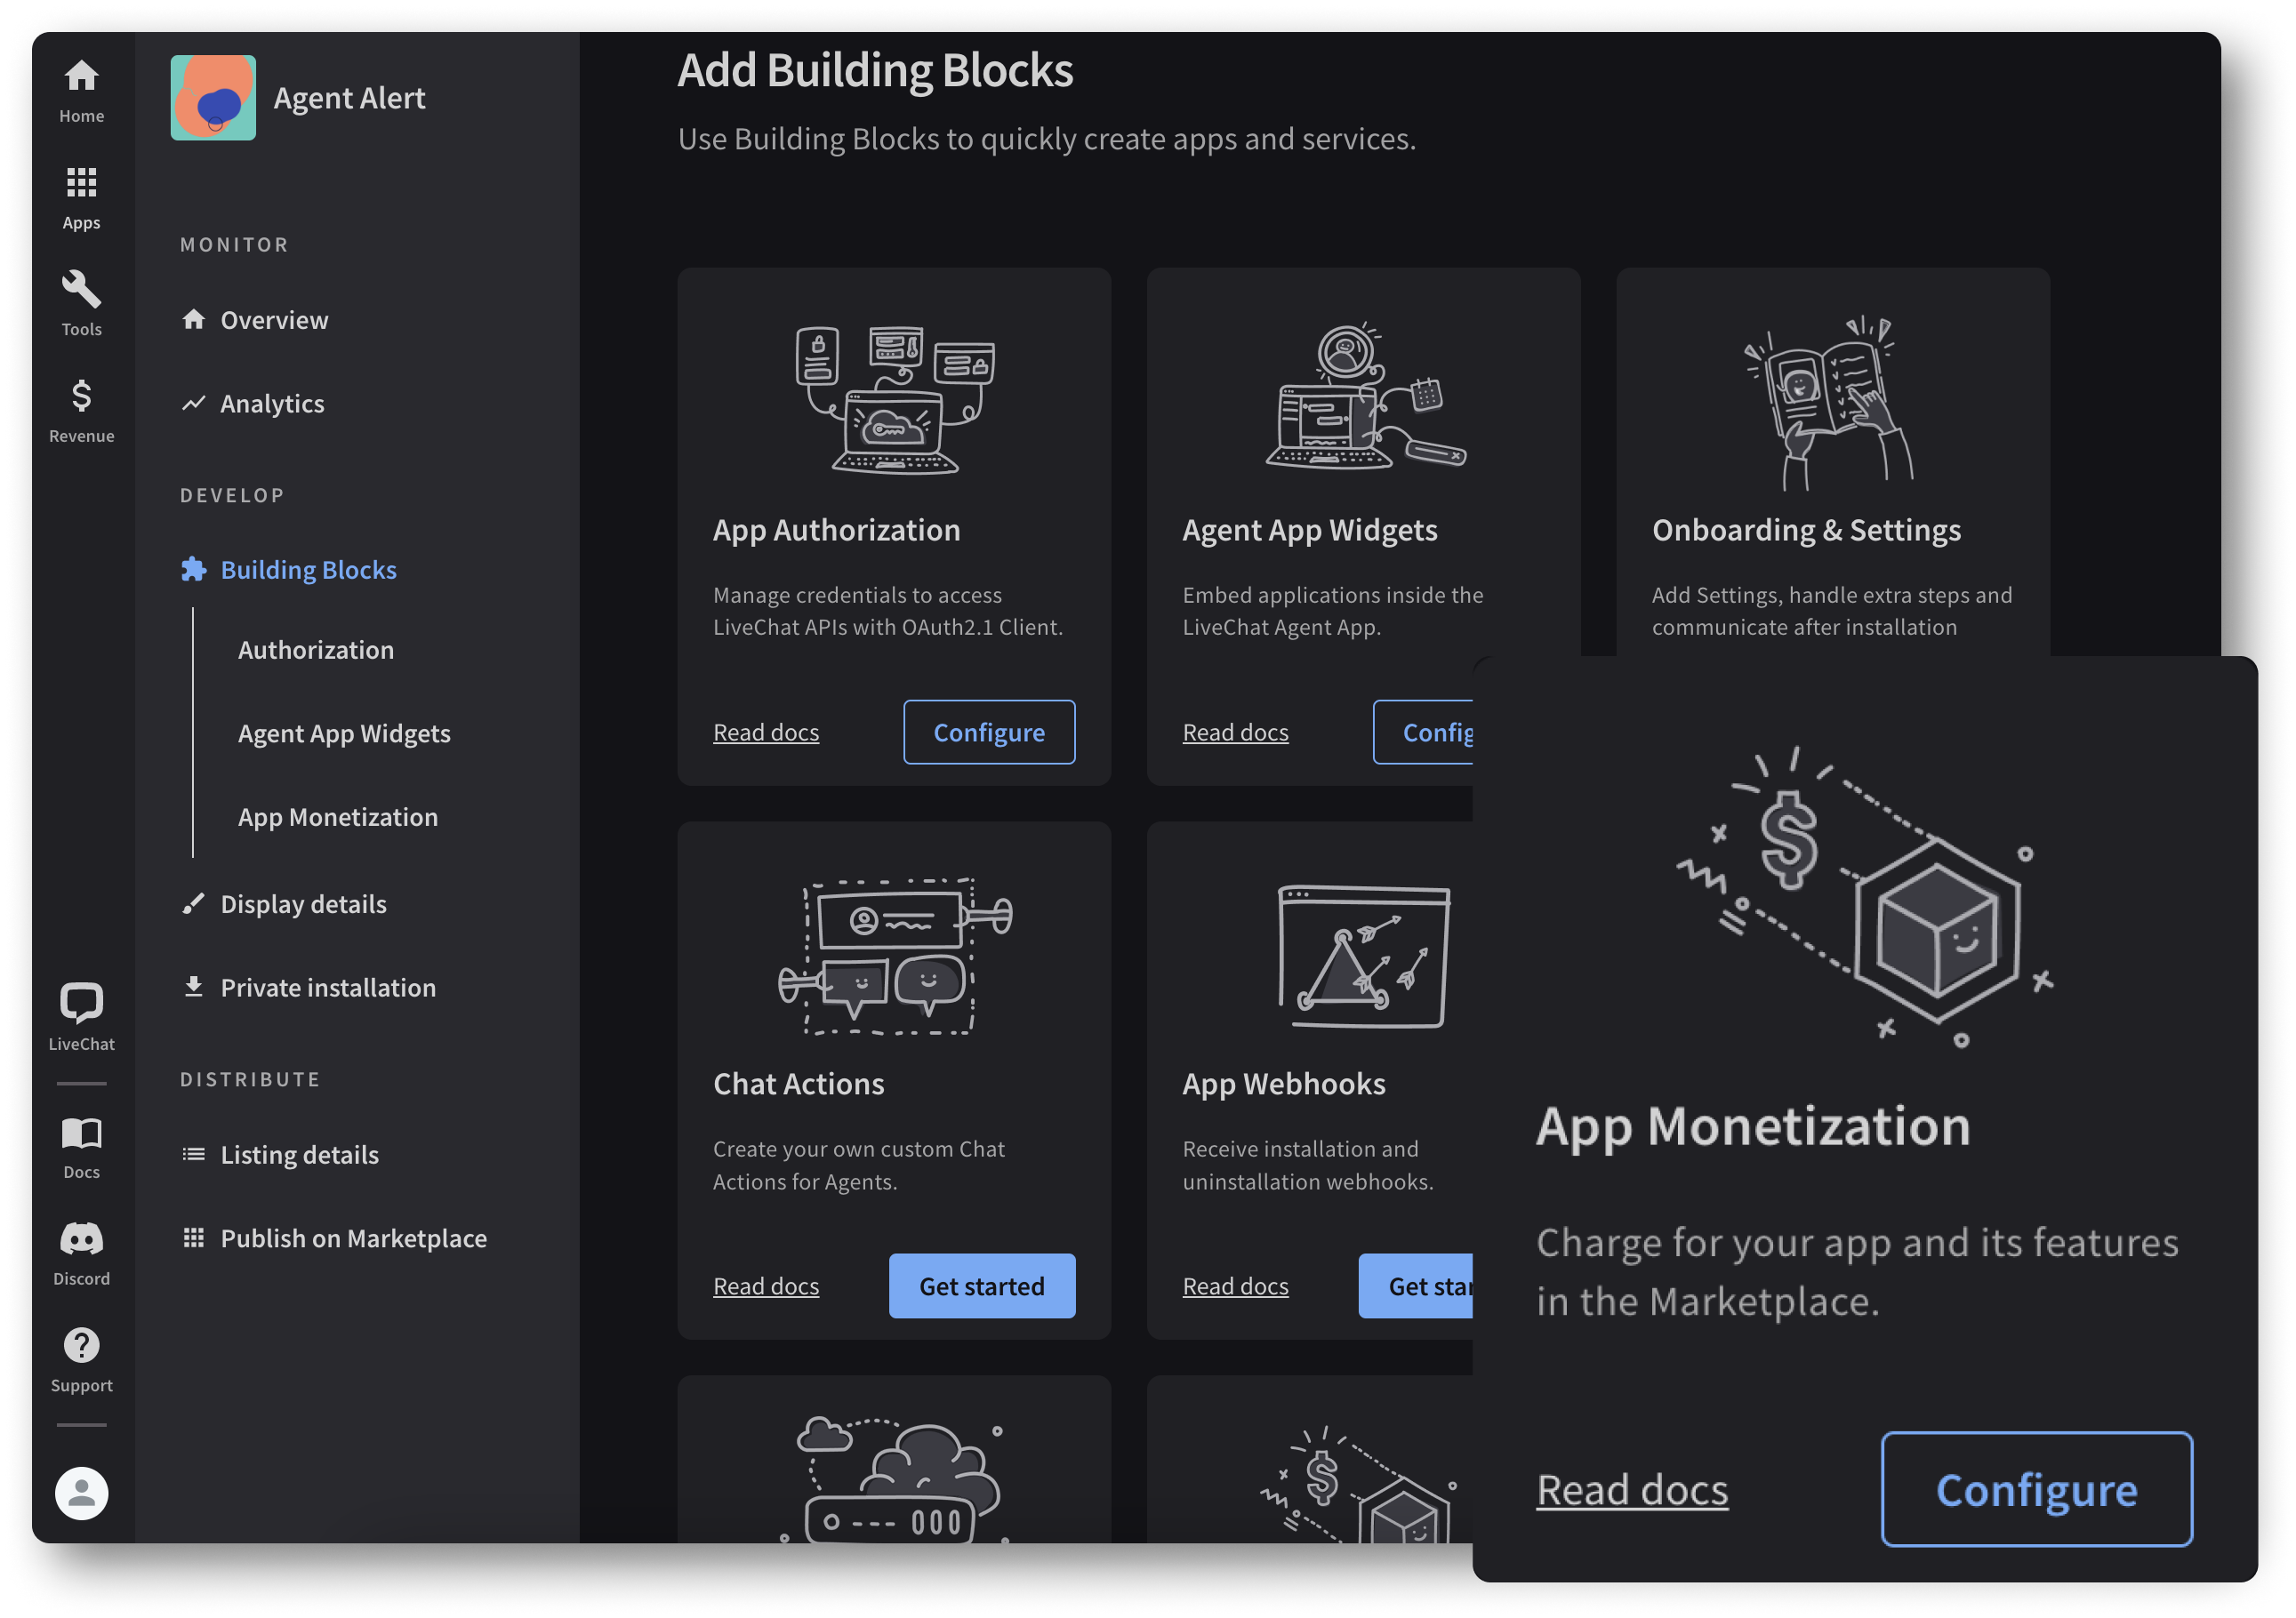 Home
Apps
Tools
Revenue
LiveChat
Docs
Discord
Support
Agent Alert
MONITOR
Overview
Analytics
DEVELOP
Building Blocks
Authorization
Agent App Widgets
App Monetization
Display details
Private installation
DISTRIBUTE
Listing details
Publish on Marketplace
Add Building Blocks
Use Building Blocks to quickly create apps and services.
App Authorization
Manage credentials to access
LiveChat APIs with OAuth2.1 Client.
Read docs
Configure
Agent App Widgets
Embed applications inside the
LiveChat Agent App.
Read docs
Config
Onboarding & Settings
Add Settings, handle extra steps and
communicate after installation
Chat Actions
Create your own custom Chat
Actions for Agents.
Read docs
Get started
App Webhooks
Receive installation and
uninstallation webhooks.
Read docs
Get star
App Monetization
Charge for your app and its features
in the Marketplace.
Read docs
Configure